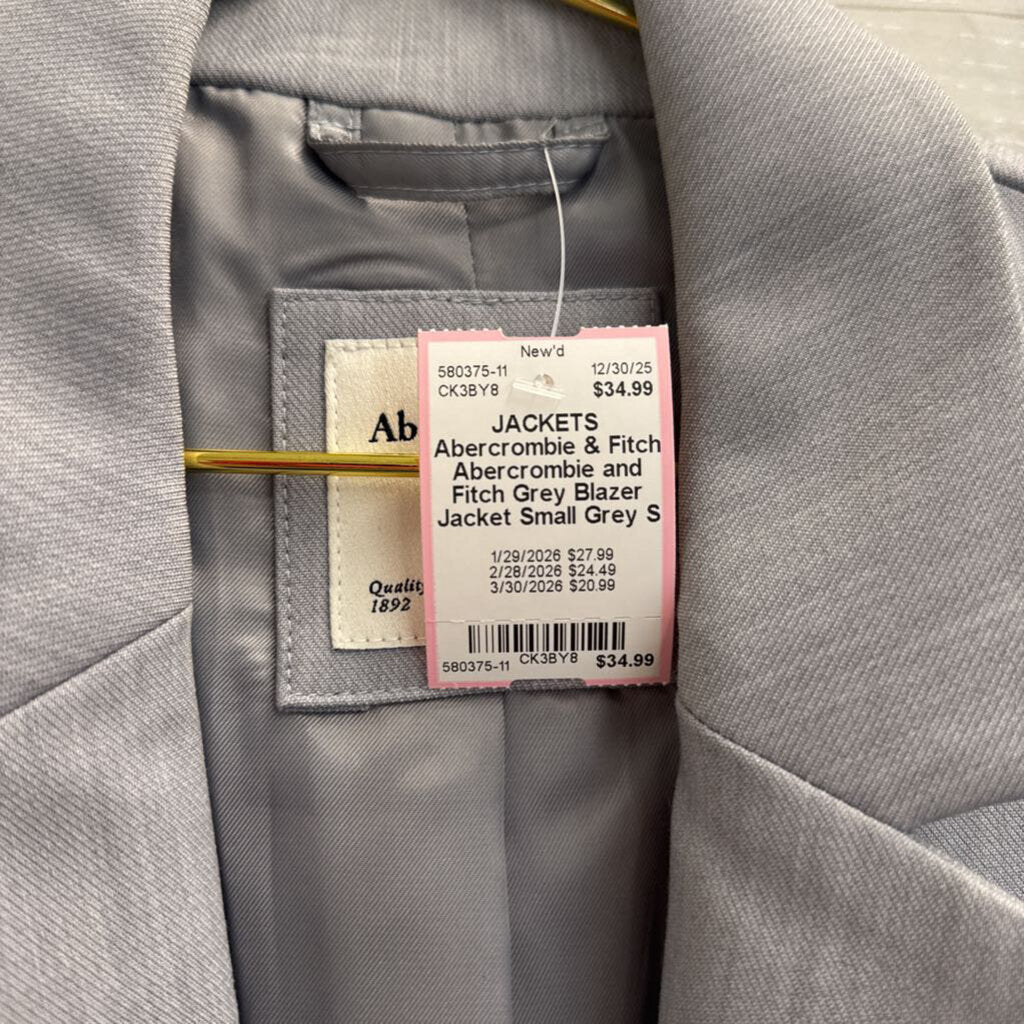 New'd
580375-11 12/30/25
CK3BY8 $34.99
JACKETS
Abercrombie & Fitch
Abercrombie and
Fitch Grey Blazer
Jacket Small Grey S
1/29/2026 $27.99
2/28/2026 $24.49
3/30/2026 $20.99
580375-11 CK3BY8 $34.99
Ab
Quality
1892